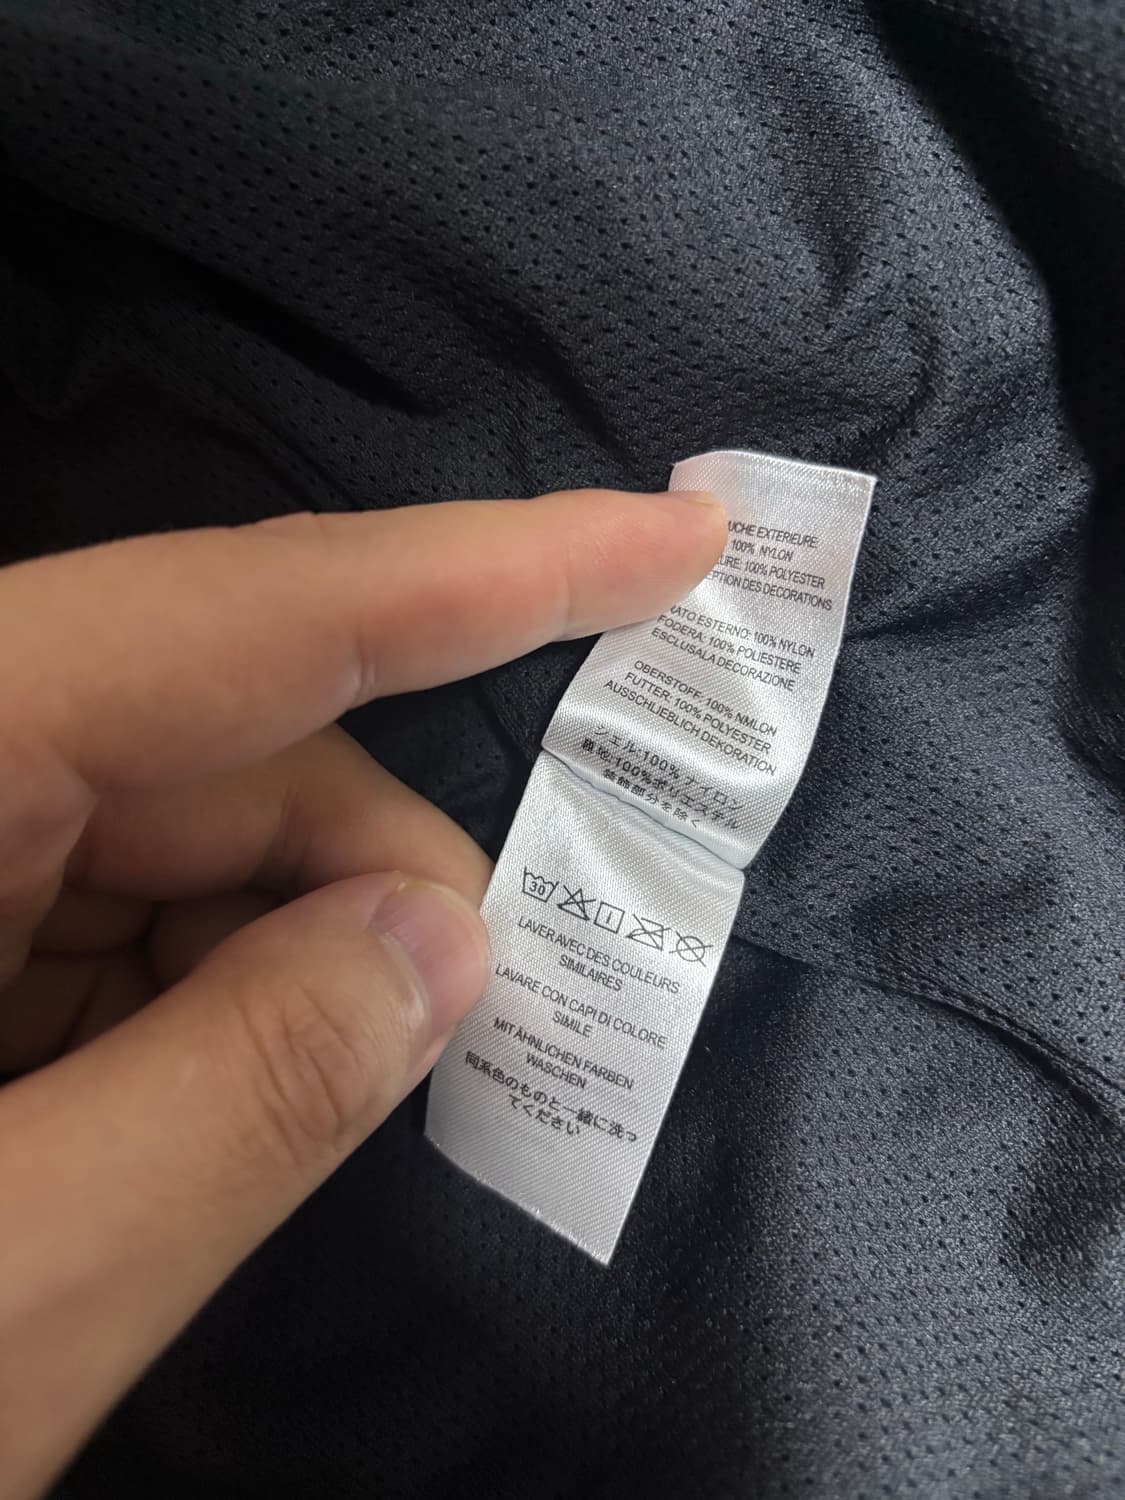 UCHE EXTERIEURE:
100% NYLON
URE: 100% POLYESTER
EPTION DES DECORATIONS
RATO ESTERNO: 100% NYLON
FODERA: 100% POLIESTERE
ESCLUSALA DECORAZIONE
OBERSTOFF: 100% NMLON
FUTTER: 100% POLYESTER
AUSSCHLIEBLICH DEKORATION
シェル:100% ナイロン
裏地:100%ポリエステル
装飾部分を除く
30
LAVER AVEC DES COULEURS
SIMILAIRES
LAVARE CON CAPI DI COLORE
SIMILE
MIT ÄHNLICHEN FARBEN
WASCHEN
同系色のものと一緒に洗っ
てください